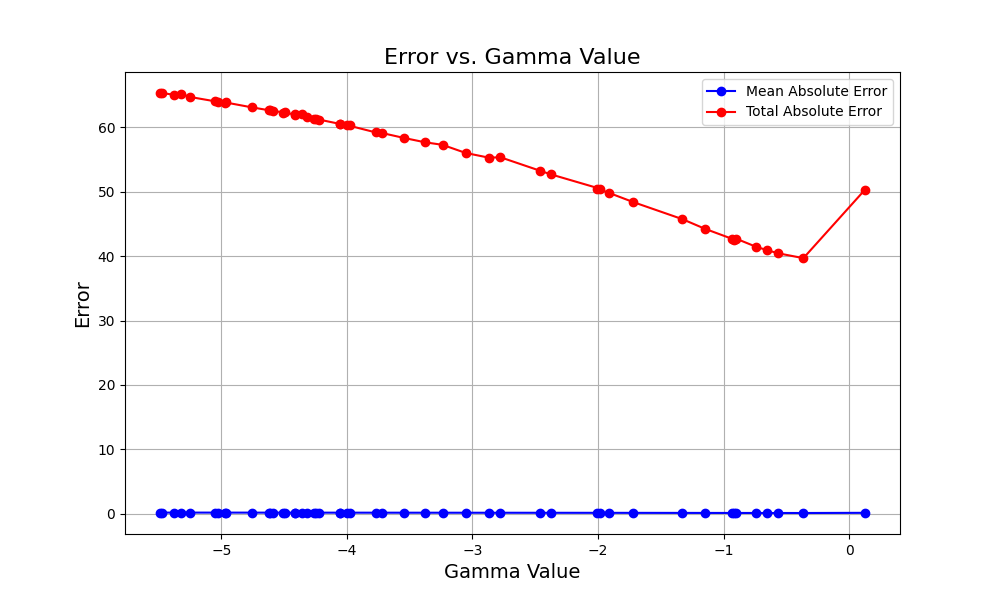 Error vs. Gamma Value
Mean Absolute Error
Total Absolute Error
60
50
40
30
20
10
0
Error
−5 −4 −3 −2 −1 0
Gamma Value